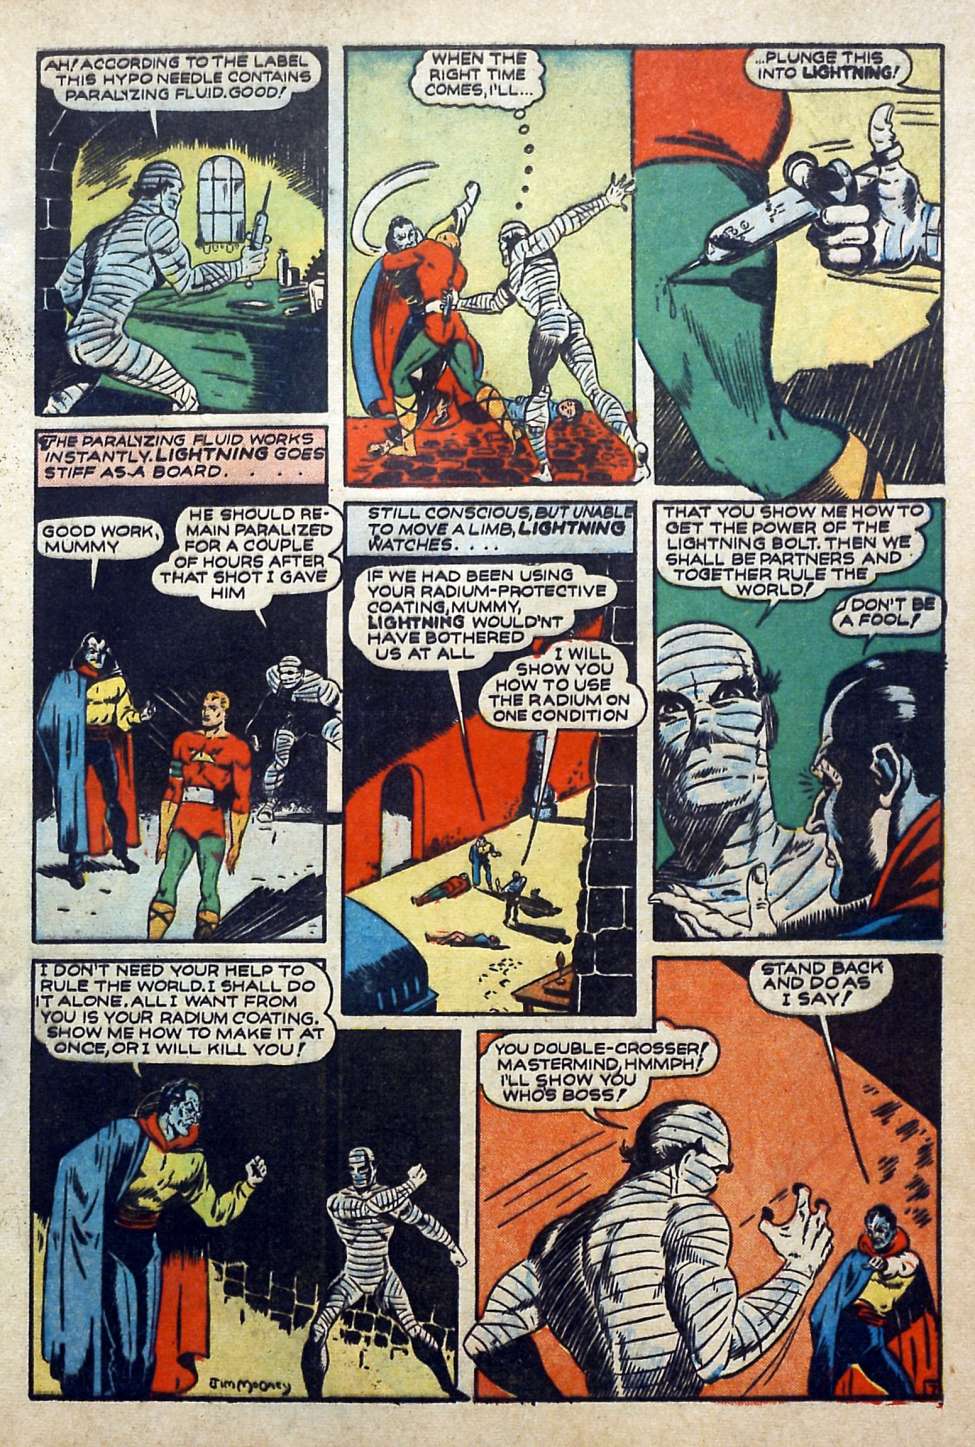 AH! ACCORDING TO THE LABEL
THIS HYPO NEEDLE CONTAINS
PARALYZING FLUID. GOOD!
WHEN THE
RIGHT TIME
COMES, I'LL...
...PLUNGE THIS
INTO LIGHTNING!
THE PARALYZING FLUID WORKS
INSTANTLY. LIGHTNING GOES
STIFF AS A BOARD. . . . .
GOOD WORK,
MUMMY
HE SHOULD RE-
MAIN PARALIZED
FOR A COUPLE
OF HOURS AFTER
THAT SHOT I GAVE
HIM
STILL CONSCIOUS, BUT UNABLE
TO MOVE A LIMB, LIGHTNING
WATCHES. . . .
IF WE HAD BEEN USING
YOUR RADIUM-PROTECTIVE
COATING, MUMMY,
LIGHTNING WOULD'NT
HAVE BOTHERED
US AT ALL
I WILL
SHOW YOU
HOW TO USE
THE RADIUM ON
ONE CONDITION
THAT YOU SHOW ME HOW TO
GET THE POWER OF THE
LIGHTNING BOLT. THEN WE
SHALL BE PARTNERS AND
TOGETHER RULE THE
WORLD!
DON'T BE
A FOOL!
I DON'T NEED YOUR HELP TO
RULE THE WORLD. I SHALL DO
IT ALONE. ALL I WANT FROM
YOU IS YOUR RADIUM COATING.
SHOW ME HOW TO MAKE IT AT
ONCE, OR I WILL KILL YOU!
Jim Mooney
YOU DOUBLE-CROSSER!
MASTERMIND, HMMPH!
I'LL SHOW YOU
WHO'S BOSS!
STAND BACK
AND DO AS
I SAY!